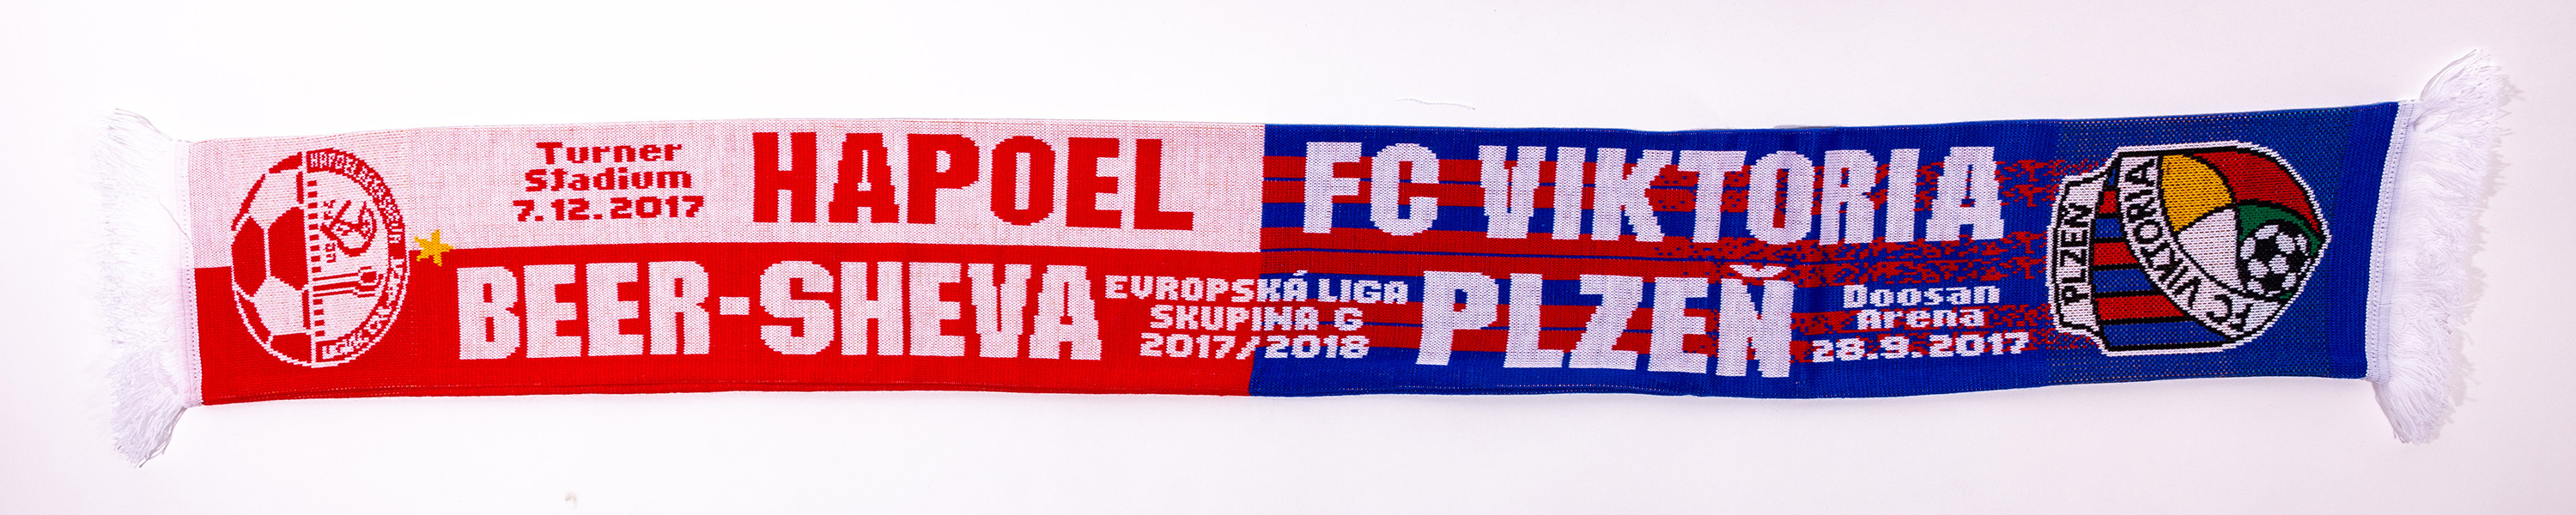 Turner
Stadium
7.12.2017
HAPOEL
BEER-SHEVA
EVROPSKÁ LIGA
SKUPINA G
2017/2018
FC VIKTORIA
PLZEŇ
Doosan
Arena
28.9.2017
PLZEŇ
FC VIKTORIA